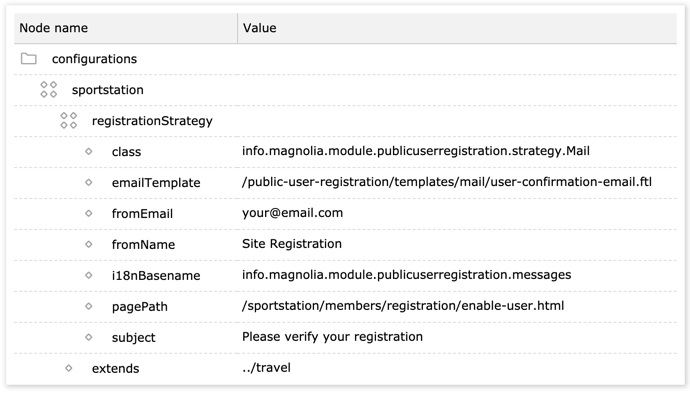 Node name Value
configurations
sportstation
registrationStrategy
class info.magnolia.module.publicuserregistration.strategy.Mail
emailTemplate /public-user-registration/templates/mail/user-confirmation-email.ftl
fromEmail your@email.com
fromName Site Registration
i18nBasename info.magnolia.module.publicuserregistration.messages
pagePath /sportstation/members/registration/enable-user.html
subject Please verify your registration
extends ../travel